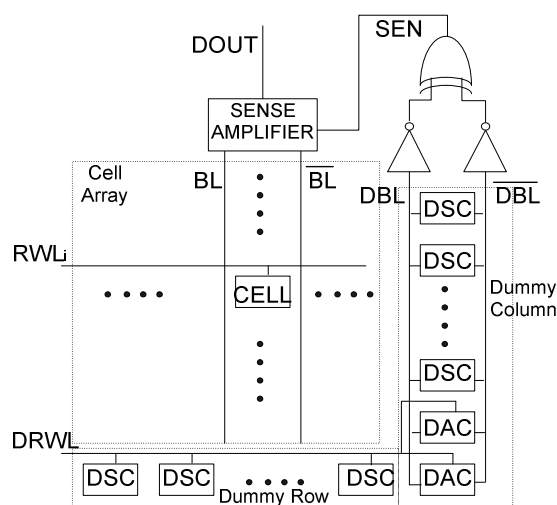 SEN
DOUT
SENSE
AMPLIFIER
Cell
Array
BL
BL
DBL
DBL
DSC
RWLi
DSC
CELL
Dummy
Column
DSC
DAC
DRWL
DSC
DSC
DSC
DAC
Dummy Row